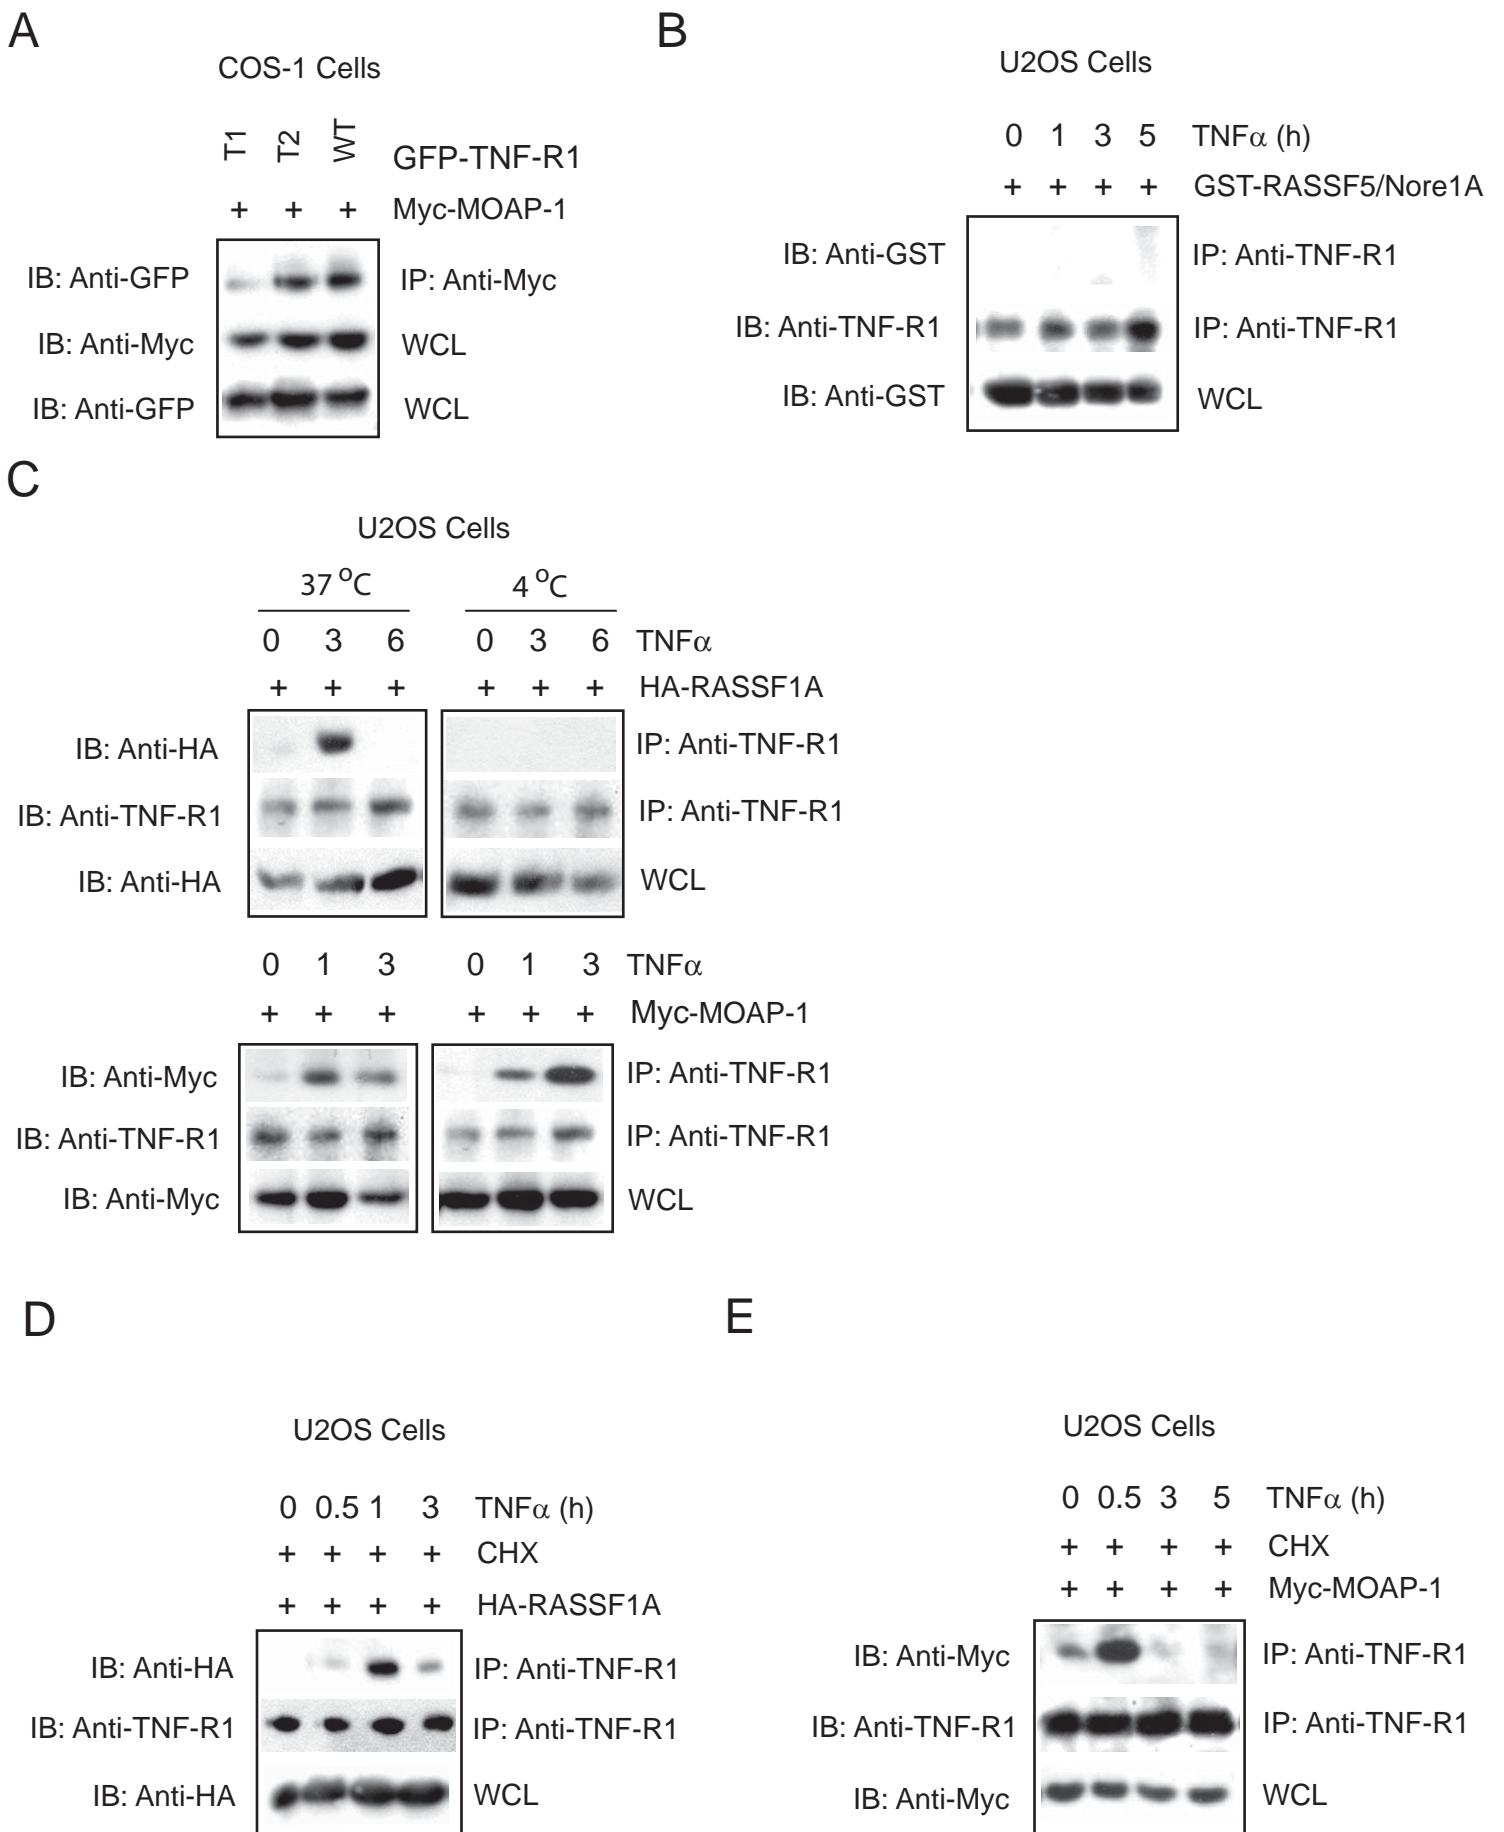 A
COS-1 Cells
T1 T2 WT GFP-TNF-R1
+ + + Myc-MOAP-1
IB: Anti-GFP IP: Anti-Myc
IB: Anti-Myc WCL
IB: Anti-GFP WCL
B
U2OS Cells
0 1 3 5 TNFα (h)
+ + + + GST-RASSF5/Nore1A
IB: Anti-GST IP: Anti-TNF-R1
IB: Anti-TNF-R1 IP: Anti-TNF-R1
IB: Anti-GST WCL
C
U2OS Cells
37 °C 4 °C
0 3 6 0 3 6 TNFα
+ + + + + + HA-RASSF1A
IB: Anti-HA IP: Anti-TNF-R1
IB: Anti-TNF-R1 IP: Anti-TNF-R1
IB: Anti-HA WCL
0 1 3 0 1 3 TNFα
+ + + + + + Myc-MOAP-1
IB: Anti-Myc IP: Anti-TNF-R1
IB: Anti-TNF-R1 IP: Anti-TNF-R1
IB: Anti-Myc WCL
D
U2OS Cells
0 0.5 1 3 TNFα (h)
+ + + + CHX
+ + + + HA-RASSF1A
IB: Anti-HA IP: Anti-TNF-R1
IB: Anti-TNF-R1 IP: Anti-TNF-R1
IB: Anti-HA WCL
E
U2OS Cells
0 0.5 3 5 TNFα (h)
+ + + + CHX
+ + + + Myc-MOAP-1
IB: Anti-Myc IP: Anti-TNF-R1
IB: Anti-TNF-R1 IP: Anti-TNF-R1
IB: Anti-Myc WCL